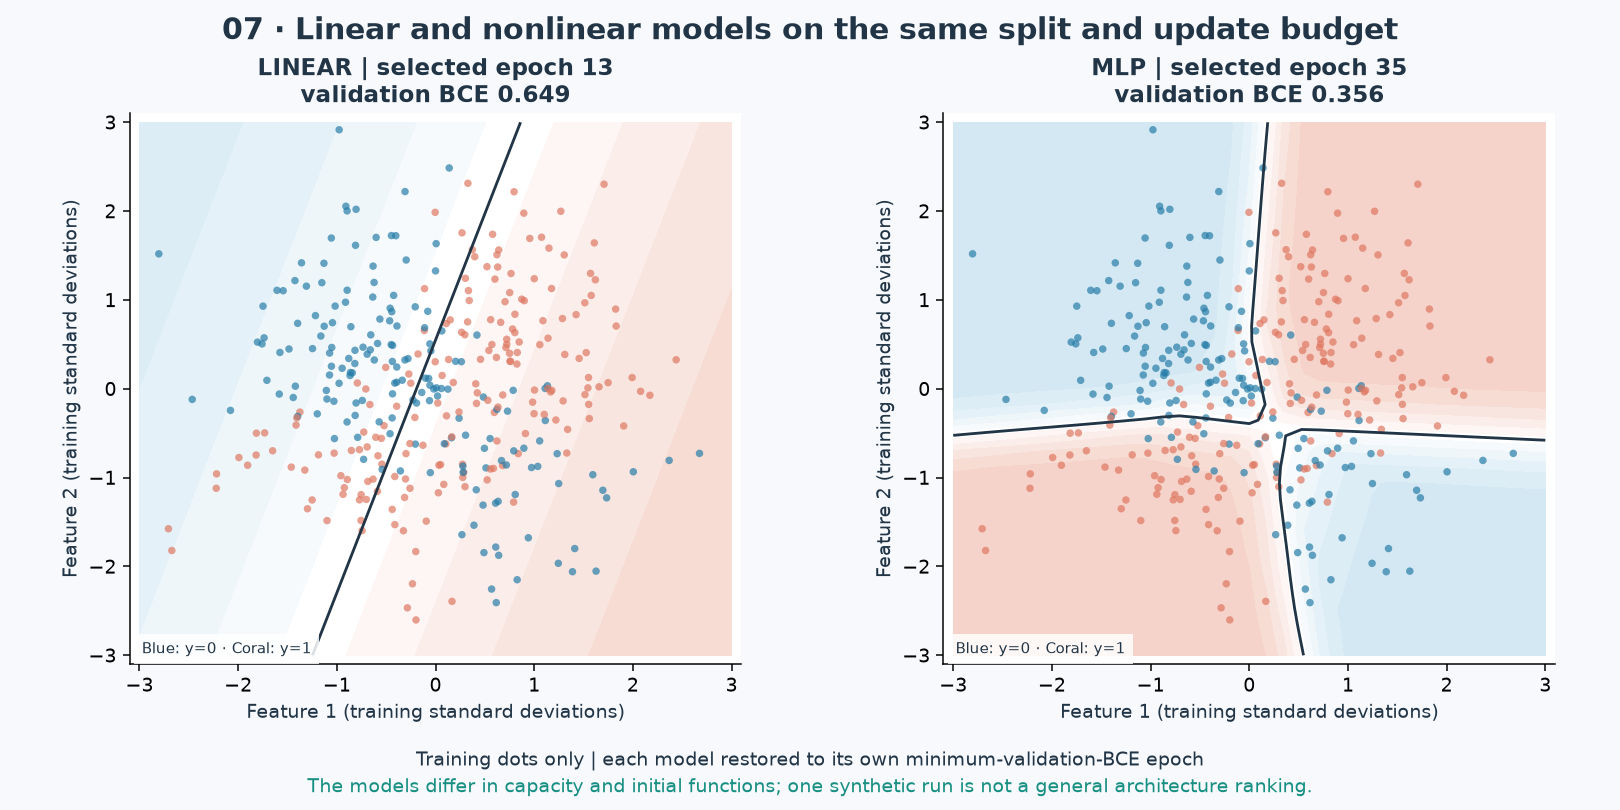 07 · Linear and nonlinear models on the same split and update budget
LINEAR | selected epoch 13
validation BCE 0.649
MLP | selected epoch 35
validation BCE 0.356
3
2
1
0
−1
−2
−3
Feature 2 (training standard deviations)
Blue: y=0 · Coral: y=1
−3
−2
−1
0
1
2
3
Feature 1 (training standard deviations)
3
2
1
0
−1
−2
−3
Feature 2 (training standard deviations)
Blue: y=0 · Coral: y=1
−3
−2
−1
0
1
2
3
Feature 1 (training standard deviations)
Training dots only | each model restored to its own minimum-validation-BCE epoch
The models differ in capacity and initial functions; one synthetic run is not a general architecture ranking.